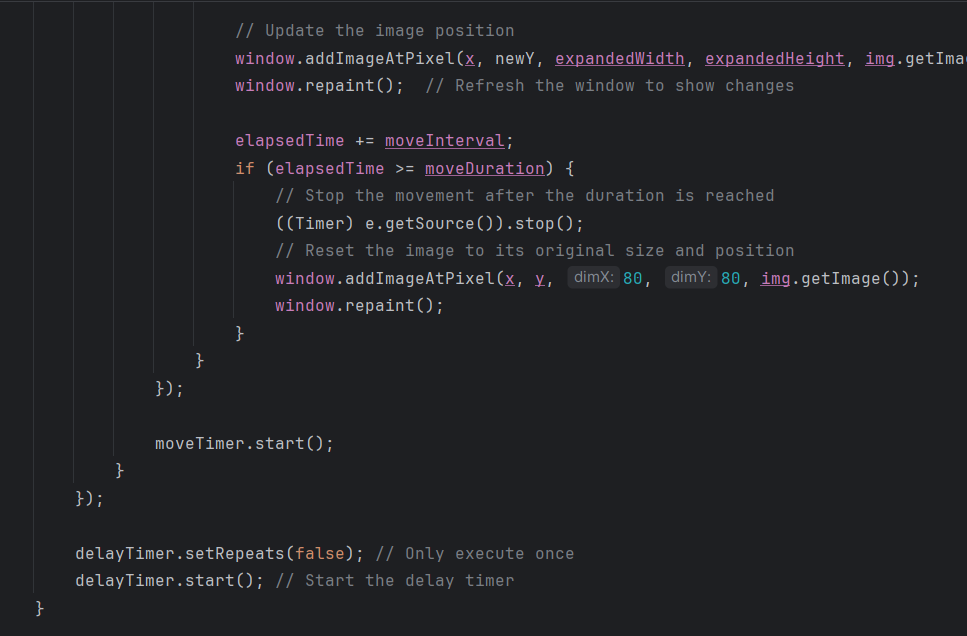 // Update the image position
window.addImageAtPixel(x, newY, expandedWidth, expandedHeight, img.getIma
window.repaint();  // Refresh the window to show changes
elapsedTime += moveInterval;
if (elapsedTime >= moveDuration) {
// Stop the movement after the duration is reached
((Timer) e.getSource()).stop();
// Reset the image to its original size and position
window.addImageAtPixel(x, y, dimX: 80, dimY: 80, img.getImage());
window.repaint();
}
}
});
moveTimer.start();
}
});
delayTimer.setRepeats(false); // Only execute once
delayTimer.start(); // Start the delay timer
}